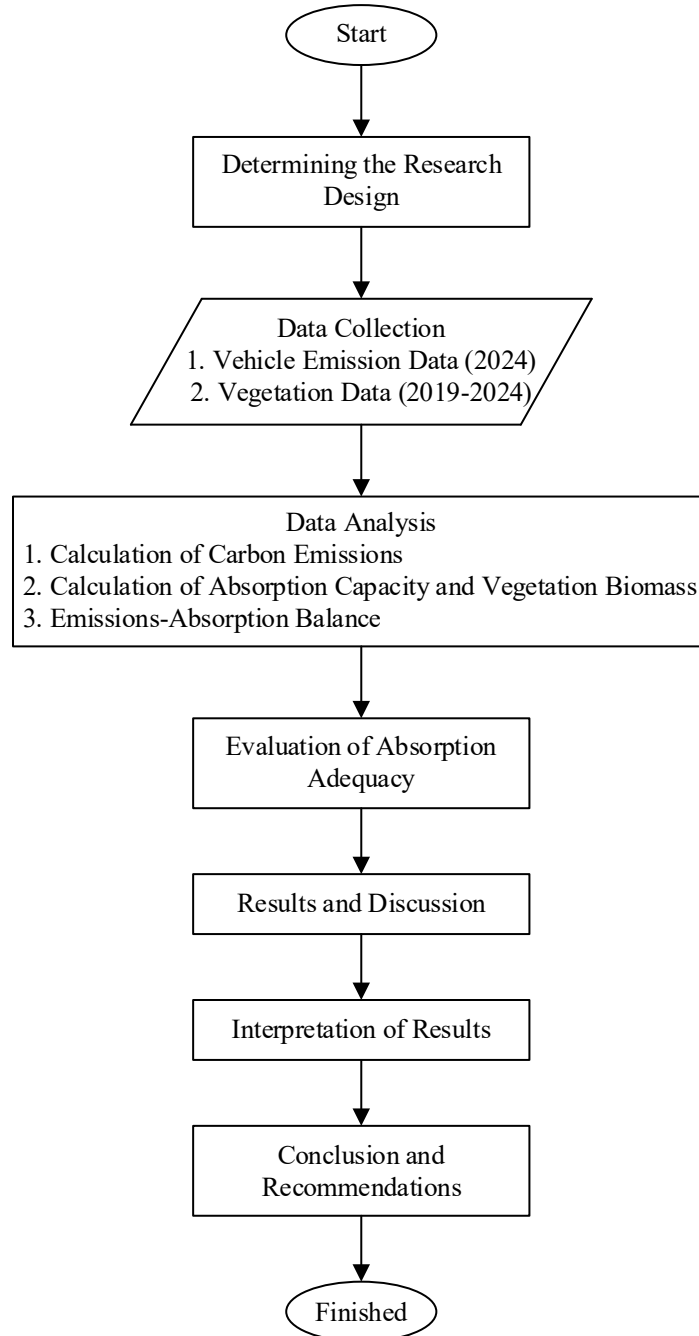 Start
Determining the Research
Design
Data Collection
1. Vehicle Emission Data (2024)
2. Vegetation Data (2019-2024)
Data Analysis
1. Calculation of Carbon Emissions
2. Calculation of Absorption Capacity and Vegetation Biomass
3. Emissions-Absorption Balance
Evaluation of Absorption
Adequacy
Results and Discussion
Interpretation of Results
Conclusion and
Recommendations
Finished